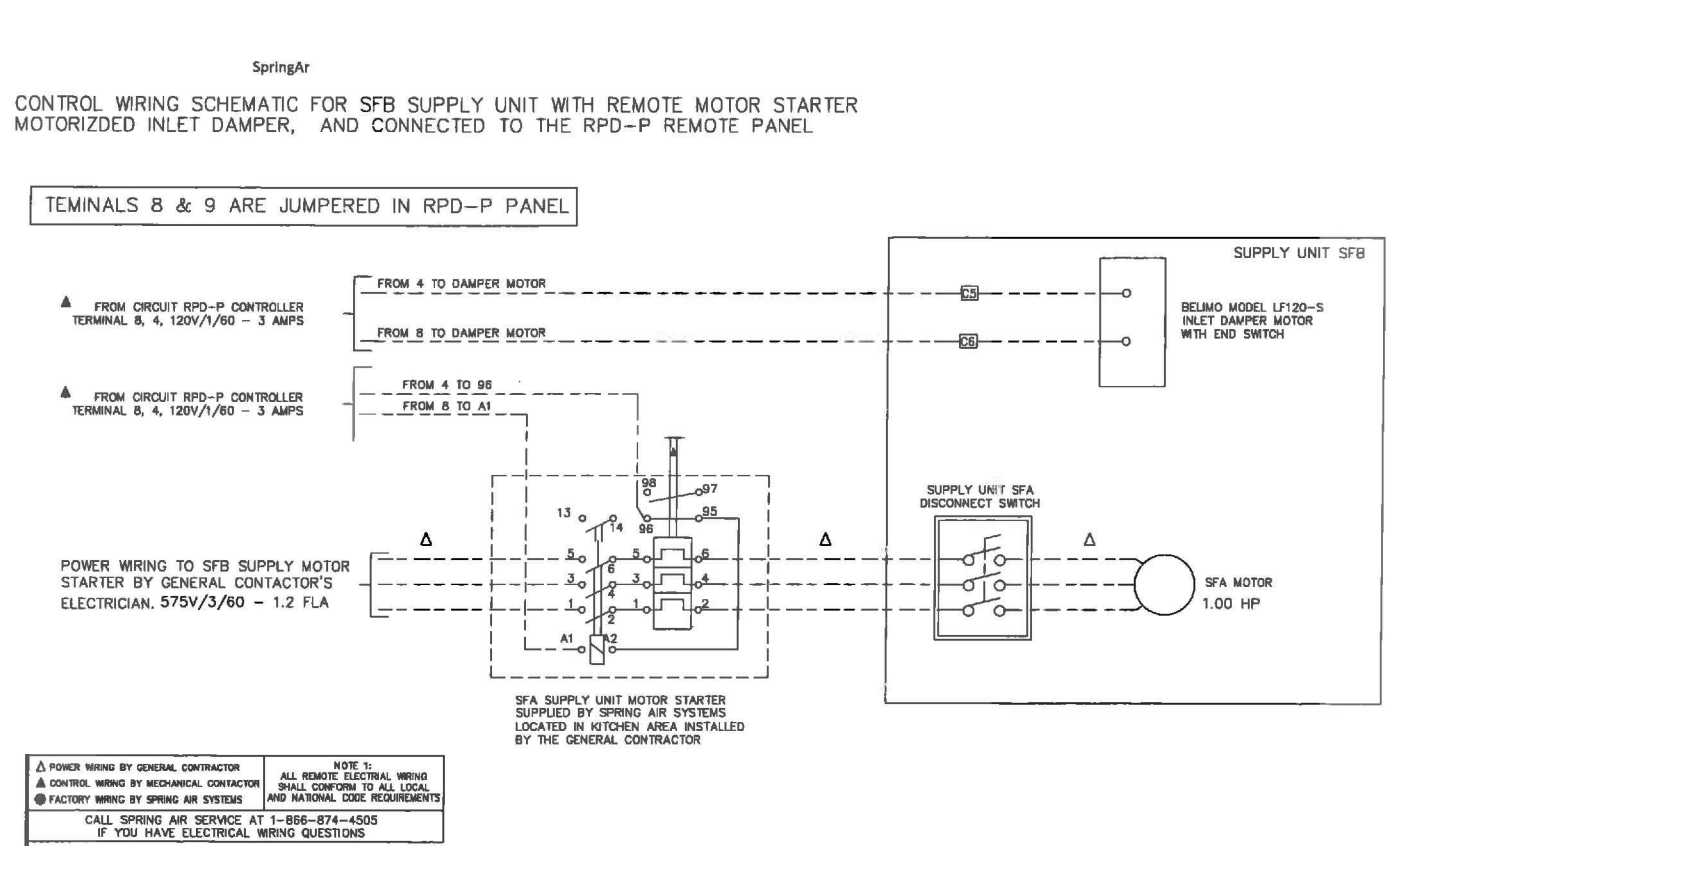 SpringAr
CONTROL WIRING SCHEMATIC FOR SFB SUPPLY UNIT WITH REMOTE MOTOR STARTER
MOTORIZDED INLET DAMPER, AND CONNECTED TO THE RPD-P REMOTE PANEL
TEMINALS 8 & 9 ARE JUMPERED IN RPD-P PANEL
SUPPLY UNIT SFB
FROM 4 TO DAMPER MOTOR
FROM CIRCUIT RPD-P CONTROLLER
TERMINAL 8, 4, 120V/1/60 - 3 AMPS
FROM 8 TO DAMPER MOTOR
C5
C6
BELIMO MODEL LF120-S
INLET DAMPER MOTOR
WITH END SWITCH
FROM CIRCUIT RPD-P CONTROLLER
TERMINAL 8, 4, 120V/1/60 - 3 AMPS
FROM 4 TO 96
FROM 8 TO A1
98
97
13
14
96
95
5
6
5
6
3
4
3
4
1
2
1
2
A1
A2
SUPPLY UNIT SFA
DISCONNECT SWITCH
POWER WIRING TO SFB SUPPLY MOTOR
STARTER BY GENERAL CONTACTOR'S
ELECTRICIAN. 575V/3/60 - 1.2 FLA
SFA MOTOR
1.00 HP
SFA SUPPLY UNIT MOTOR STARTER
SUPPLIED BY SPRING AIR SYSTEMS
LOCATED IN KITCHEN AREA INSTALLED
BY THE GENERAL CONTRACTOR
POWER WIRING BY GENERAL CONTRACTOR
CONTROL WIRING BY MECHANICAL CONTACTOR
FACTORY WIRING BY SPRING AIR SYSTEMS
NOTE 1:
ALL REMOTE ELECTRIAL WIRING
SHALL CONFORM TO ALL LOCAL
AND NATIONAL CODE REQUIREMENTS
CALL SPRING AIR SERVICE AT 1-866-874-4505
IF YOU HAVE ELECTRICAL WIRING QUESTIONS